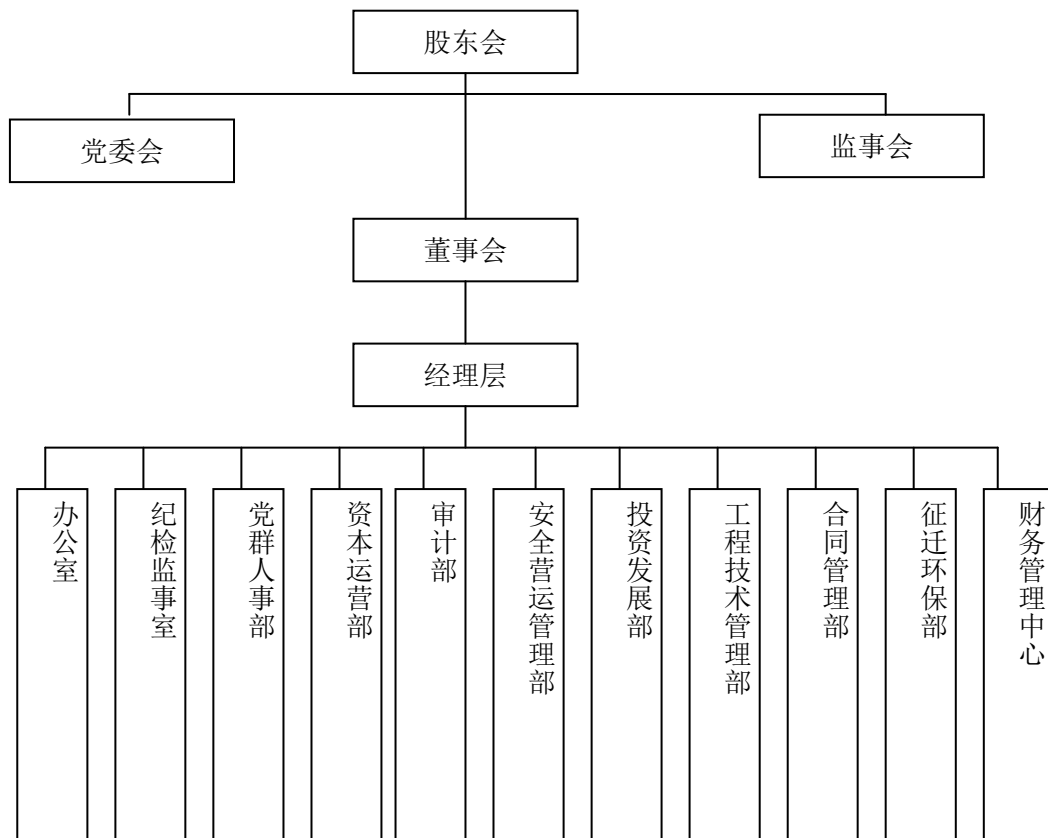 股东会
党委会
监事会
董事会
经理层
办公室
纪检监事室
党群人事部
资本运营部
审计部
安全营运管理部
投资发展部
工程技术管理部
合同管理部
征迁环保部
财务管理中心